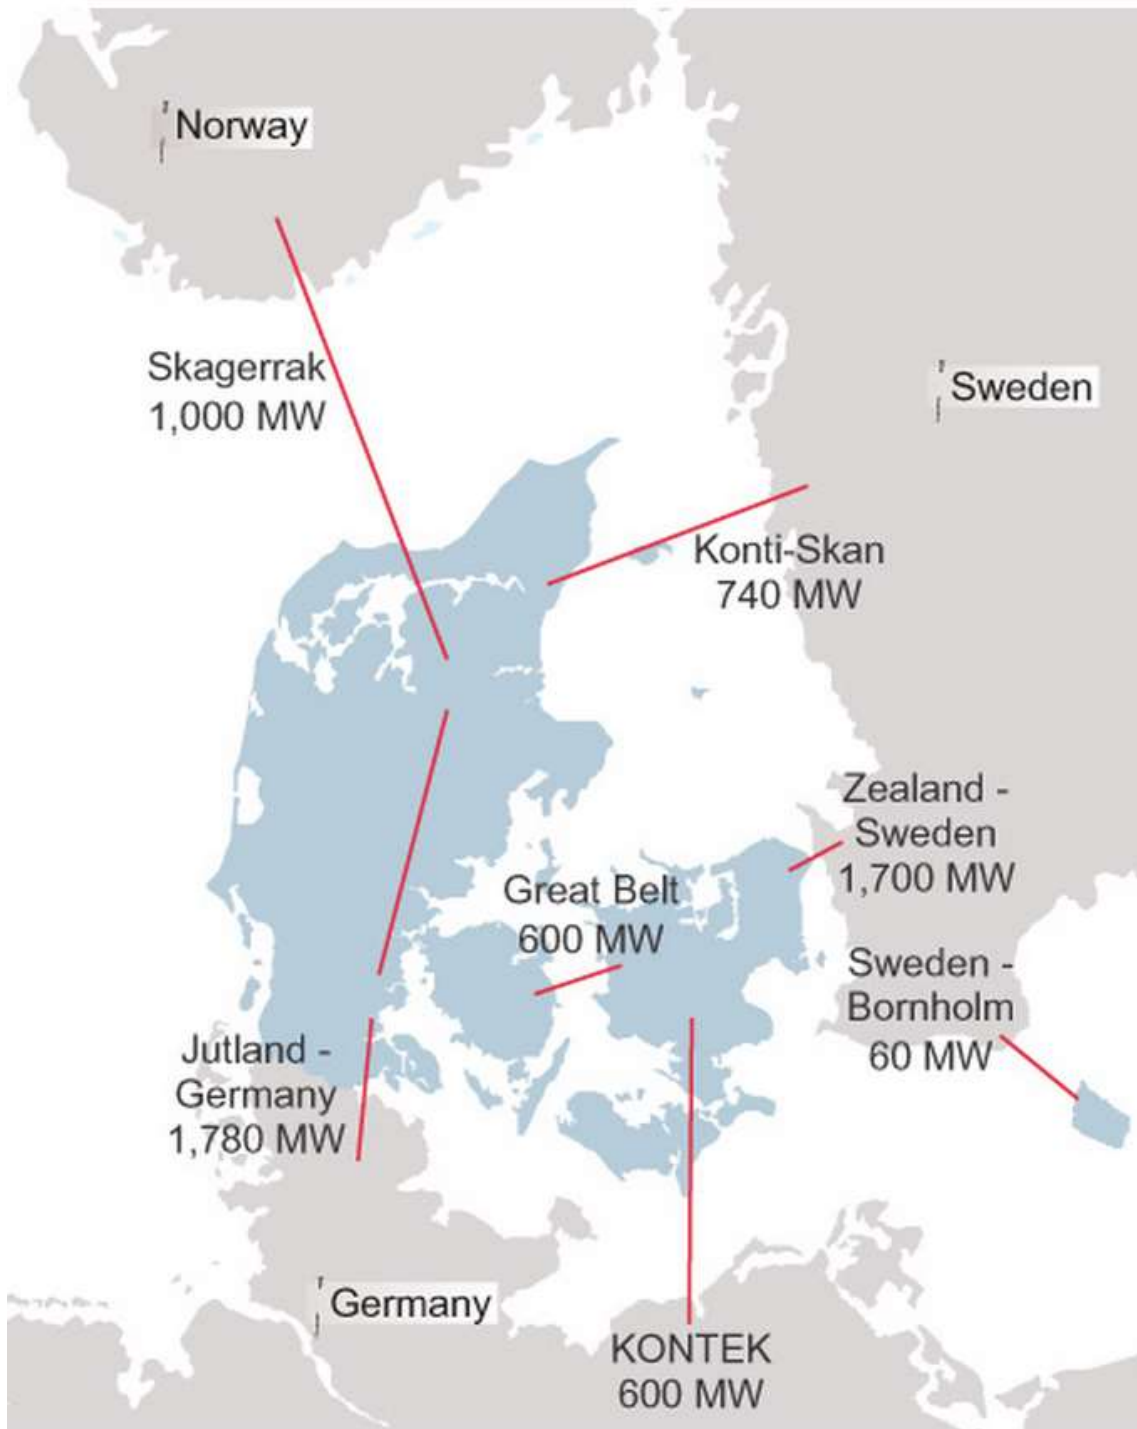 Norway
Skagerrak
1,000 MW
Sweden
Konti-Skan
740 MW
Zealand -
Sweden
1,700 MW
Great Belt
600 MW
Sweden -
Bornholm
60 MW
Jutland -
Germany
1,780 MW
Germany
KONTEK
600 MW